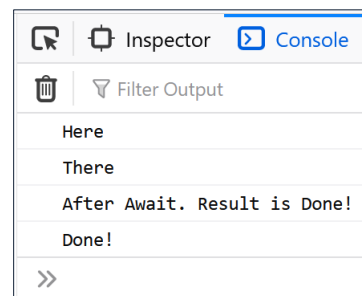 Inspector Console
Filter Output
Here
There
After Await. Result is Done!
Done!